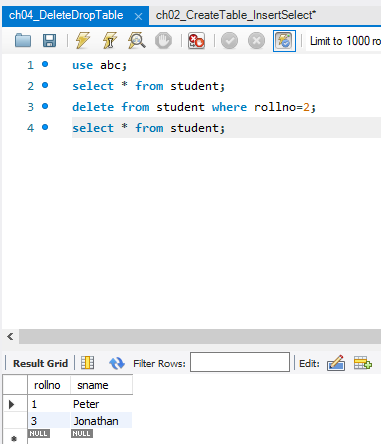 ch04_DeleteDropTable ch02_CreateTable_InsertSelect*
Limit to 1000 ro
1 use abc;
2 select * from student;
3 delete from student where rollno=2;
4 select * from student;
Result Grid Filter Rows: Edit:
rollno sname
1 Peter
3 Jonathan
NULL NULL